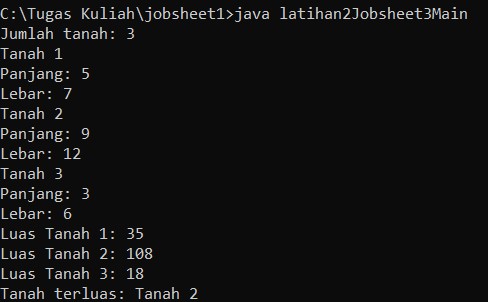 C:\Tugas Kuliah\jobsheet1>java latihan2Jobsheet3Main
Jumlah tanah: 3
Tanah 1
Panjang: 5
Lebar: 7
Tanah 2
Panjang: 9
Lebar: 12
Tanah 3
Panjang: 3
Lebar: 6
Luas Tanah 1: 35
Luas Tanah 2: 108
Luas Tanah 3: 18
Tanah terluas: Tanah 2